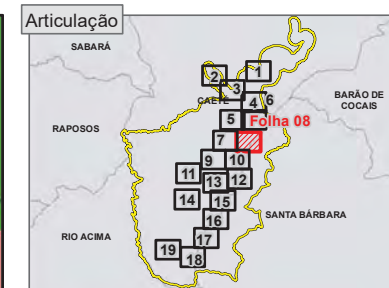 Articulação
SABARÁ
1
2
3
CAETÉ
4
6
BARÃO DE
COCAIS
5
Folha 08
RAPOSOS
7
9
10
11
13
12
14
15
SANTA BÁRBARA
16
RIO ACIMA
17
19
18